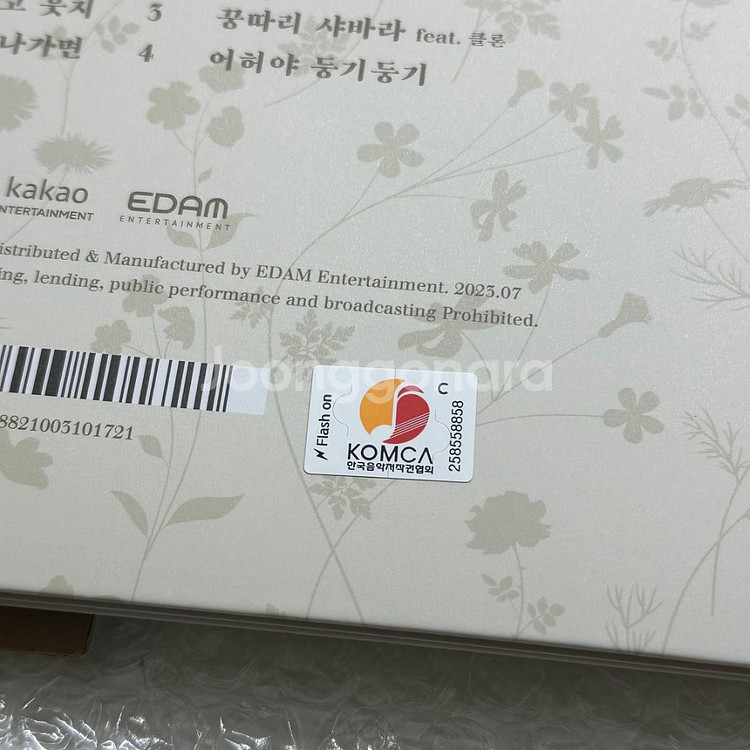 고 웃지 3 꿍따리 샤바라 feat. 클론
나가면 4 어허야 둥기둥기
kakao
ENTERTAINMENT
EDAM
ENTERTAINMENT
istributed & Manufactured by EDAM Entertainment. 2023.07
ing, lending, public performance and broadcasting Prohibited.
Joonggonara
8821003101721
Flash on
KOMCA
한국음악저작권협회
C
258558858